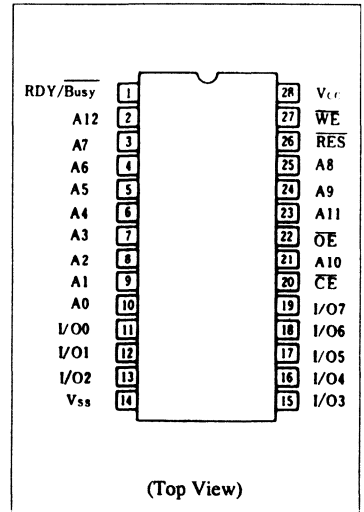 RDY/Busy 1 28 Vcc
A12 2 27 WE
A7 3 26 RES
A6 4 25 A8
A5 5 24 A9
A4 6 23 A11
A3 7 22 OE
A2 8 21 A10
A1 9 20 CE
A0 10 19 I/O7
I/O0 11 18 I/O6
I/O1 12 17 I/O5
I/O2 13 16 I/O4
Vss 14 15 I/O3
(Top View)